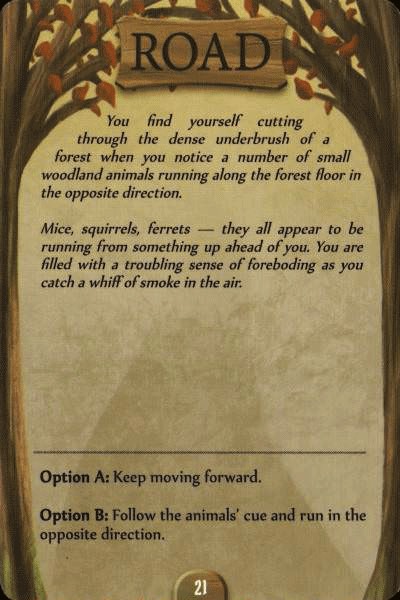 ROAD
You find yourself cutting
through the dense underbrush of a
forest when you notice a number of small
woodland animals running along the forest floor in
the opposite direction.
Mice, squirrels, ferrets — they all appear to be
running from something up ahead of you. You are
filled with a troubling sense of foreboding as you
catch a whiff of smoke in the air.
Option A: Keep moving forward.
Option B: Follow the animals' cue and run in the
opposite direction.
21